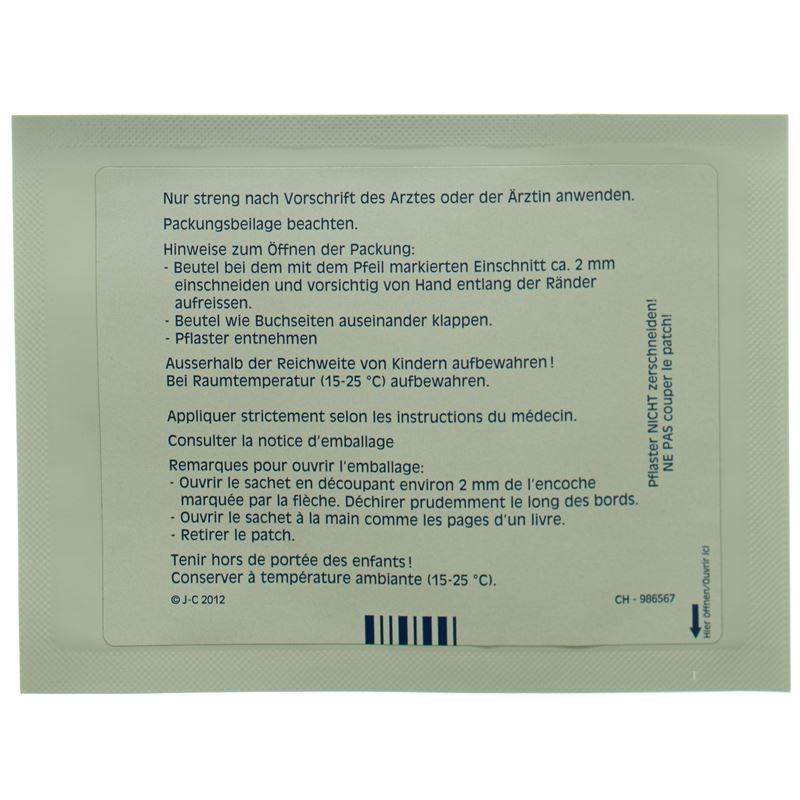 Nur streng nach Vorschrift des Arztes oder der Ärztin anwenden.
Packungsbeilage beachten.
Hinweise zum Öffnen der Packung:
- Beutel bei dem mit dem Pfeil markierten Einschnitt ca. 2 mm
einschneiden und vorsichtig von Hand entlang der Ränder
aufreissen.
- Beutel wie Buchseiten auseinander klappen.
- Pflaster entnehmen
Ausserhalb der Reichweite von Kindern aufbewahren!
Bei Raumtemperatur (15-25 °C) aufbewahren.
Appliquer strictement selon les instructions du médecin.
Consulter la notice d'emballage
Remarques pour ouvrir l'emballage:
- Ouvrir le sachet en découpant environ 2 mm de l'encoche
marquée par la flèche. Déchirer prudemment le long des bords.
- Ouvrir le sachet à la main comme les pages d'un livre.
- Retirer le patch.
Tenir hors de portée des enfants!
Conserver à température ambiante (15-25 °C).
© J-C 2012
CH - 986567
Pflaster NICHT zerschneiden!
NE PAS couper le patch!
Hier öffnen/Ouvrir ici